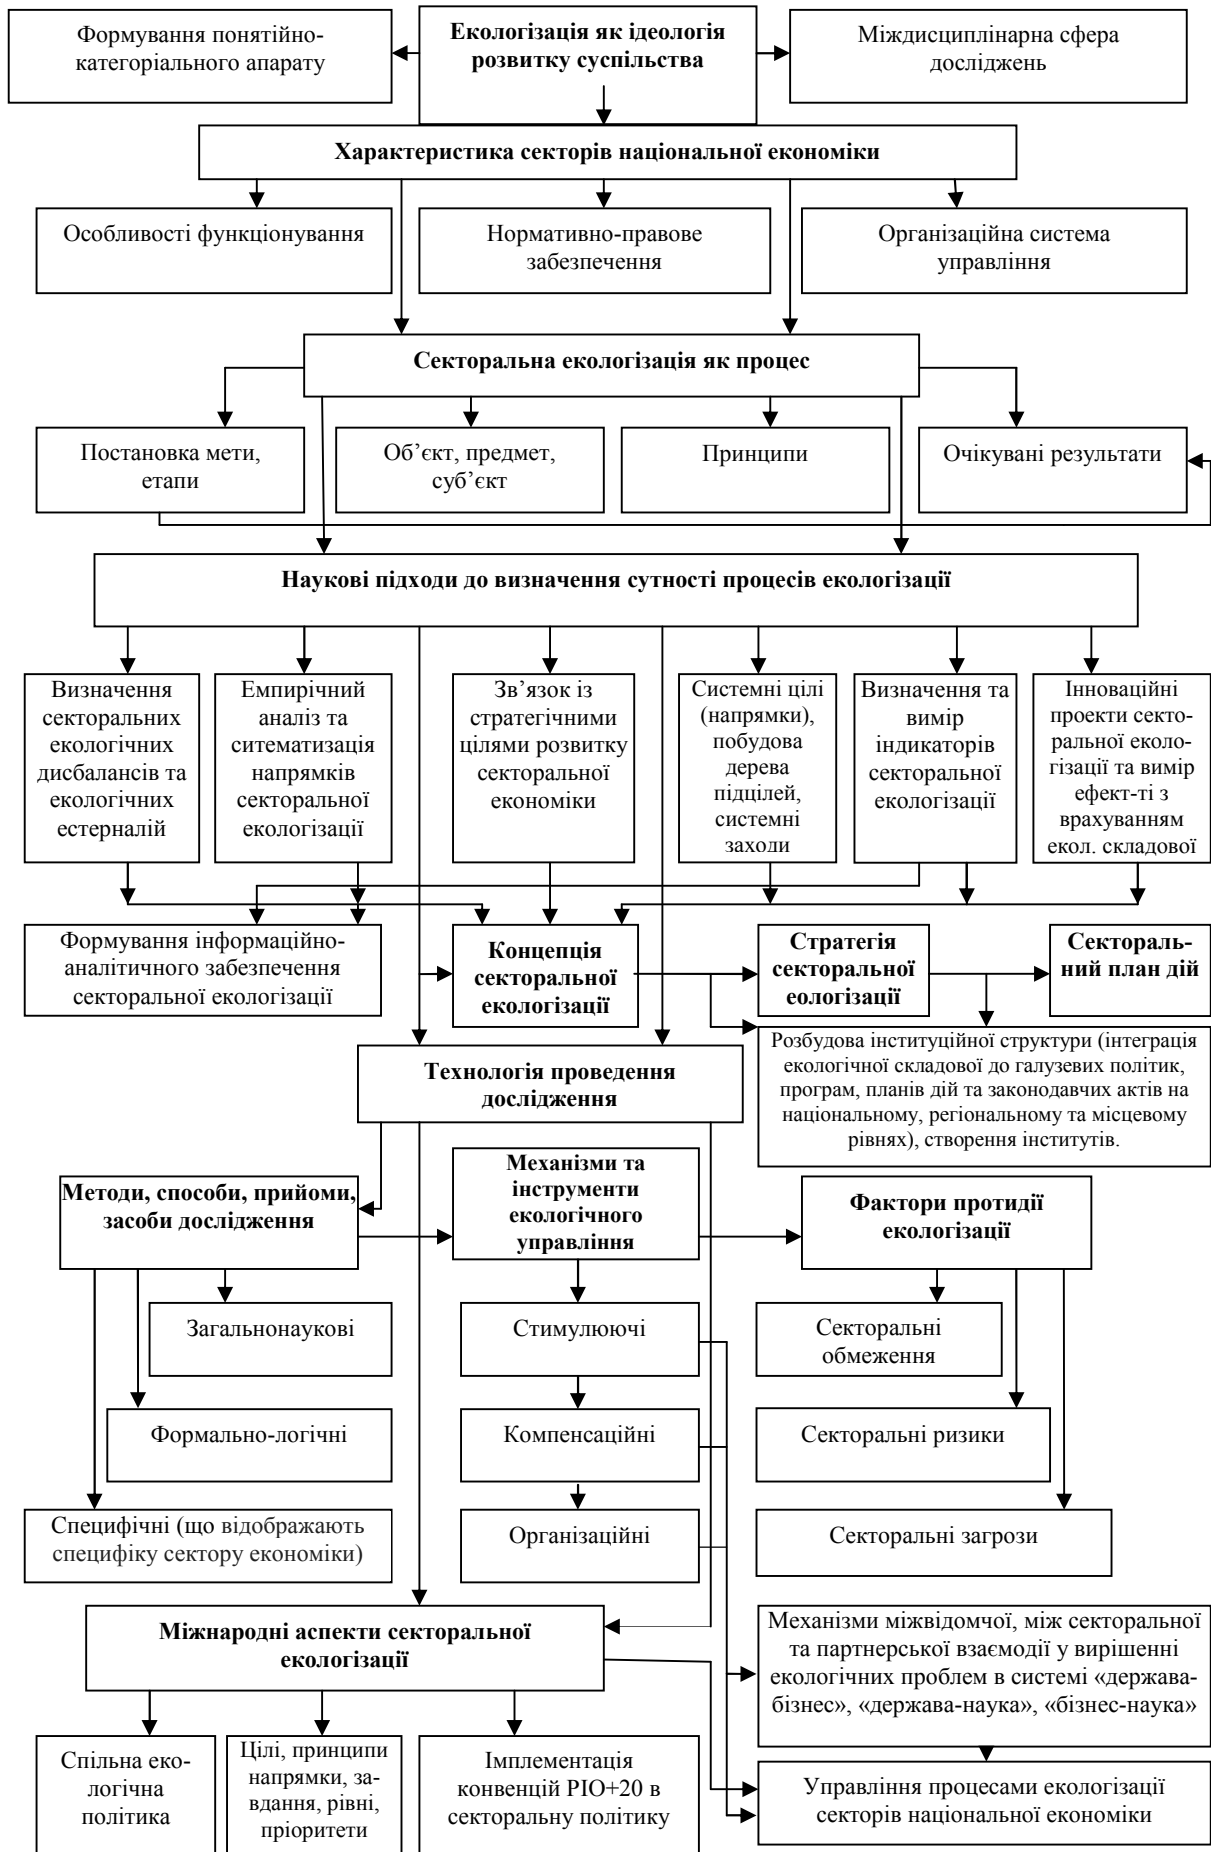 Формування понятійно-
категоріального апарату
Екологізація як ідеологія
розвитку суспільства
Міждисциплінарна сфера
досліджень
Характеристика секторів національної економіки
Особливості функціонування
Нормативно-правове
забезпечення
Організаційна система
управління
Секторальна екологізація як процес
Постановка мети,
етапи
Об’єкт, предмет,
суб’єкт
Принципи
Очікувані результати
Наукові підходи до визначення сутності процесів екологізації
Визначення
секторальних
екологічних
дисбалансів та
екологічних
естерналій
Емпірічний
аналіз та
ситематизація
напрямків
секторальної
екологізації
Зв’язок із
стратегічними
цілями розвитку
секторальної
економіки
Системні цілі
(напрямки),
побудова
дерева
підцілей,
системні
заходи
Визначення та
вимір
індикаторів
секторальної
екологізації
Інноваційні
проекти секто-
ральної еколо-
гізації та вимір
ефект-ті з
врахуванням
екол. складової
Формування інформаційно-
аналітичного забезпечення
секторальної екологізації
Концепція
секторальної
екологізації
Стратегія
секторальної
еологізації
Сектораль-
ний план дій
Розбудова інституційної структури (інтеграція
екологічної складової до галузевих політик,
програм, планів дій та законодавчих актів на
національному, регіональному та місцевому
рівнях), створення інститутів.
Технологія проведення
дослідження
Методи, способи, прийоми,
засоби дослідження
Механізми та
інструменти
екологічного
управління
Фактори протидії
екологізації
Загальнонаукові
Стимулюючі
Секторальні
обмеження
Формально-логічні
Компенсаційні
Секторальні ризики
Специфічні (що відображають
специфіку сектору економіки)
Організаційні
Секторальні загрози
Міжнародні аспекти секторальної
екологізації
Механізми міжвідомчої, між секторальної
та партнерської взаємодії у вирішенні
екологічних проблем в системі «держава-
бізнес», «держава-наука», «бізнес-наука»
Спільна еко-
логічна
політика
Цілі, принципи
напрямки, за-
вдання, рівні,
пріоритети
Імплементація
конвенцій РІО+20 в
секторальну політику
Управління процесами екологізації
секторів національної економіки